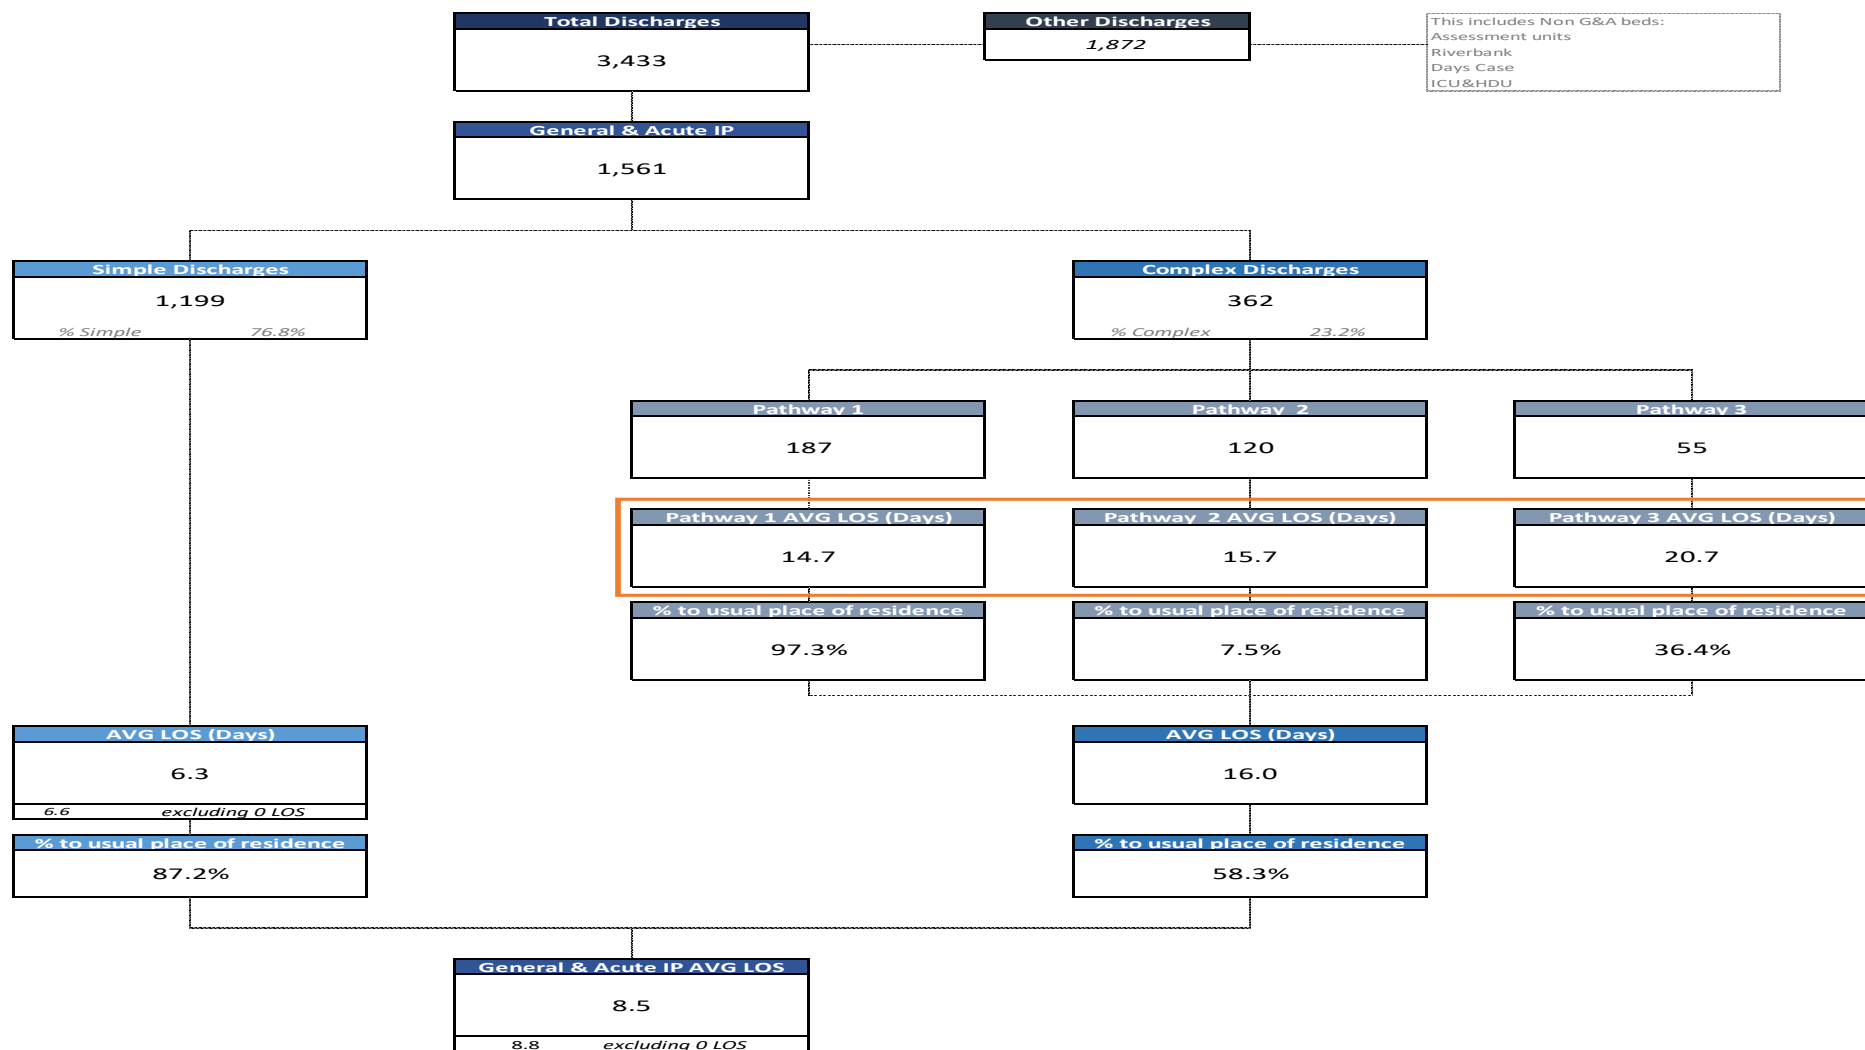 Total Discharges
3,433
Other Discharges
1,872
This includes Non G&A beds:
Assessment units
Riverbank
Days Case
ICU&HDU
General & Acute IP
1,561
Simple Discharges
1,199
% Simple 76.8%
Complex Discharges
362
% Complex 23.2%
Pathway 1
187
Pathway 2
120
Pathway 3
55
Pathway 1 AVG LOS (Days)
14.7
Pathway 2 AVG LOS (Days)
15.7
Pathway 3 AVG LOS (Days)
20.7
% to usual place of residence
97.3%
% to usual place of residence
7.5%
% to usual place of residence
36.4%
AVG LOS (Days)
6.3
6.6 excluding 0 LOS
AVG LOS (Days)
16.0
% to usual place of residence
87.2%
% to usual place of residence
58.3%
General & Acute IP AVG LOS
8.5
8.8 excluding 0 LOS